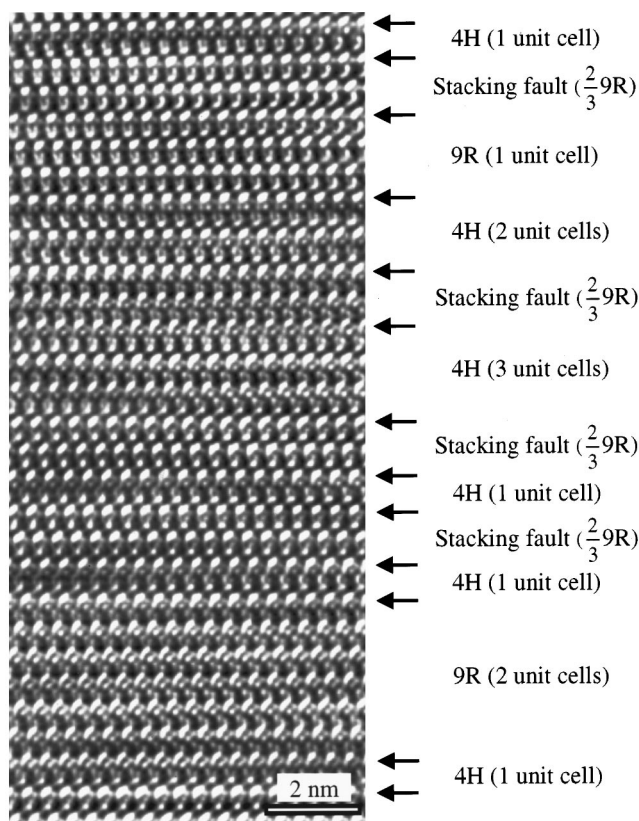 4H (1 unit cell)
Stacking fault (2/3 9R)
9R (1 unit cell)
4H (2 unit cells)
Stacking fault (2/3 9R)
4H (3 unit cells)
Stacking fault (2/3 9R)
4H (1 unit cell)
Stacking fault (2/3 9R)
4H (1 unit cell)
9R (2 unit cells)
4H (1 unit cell)
2 nm